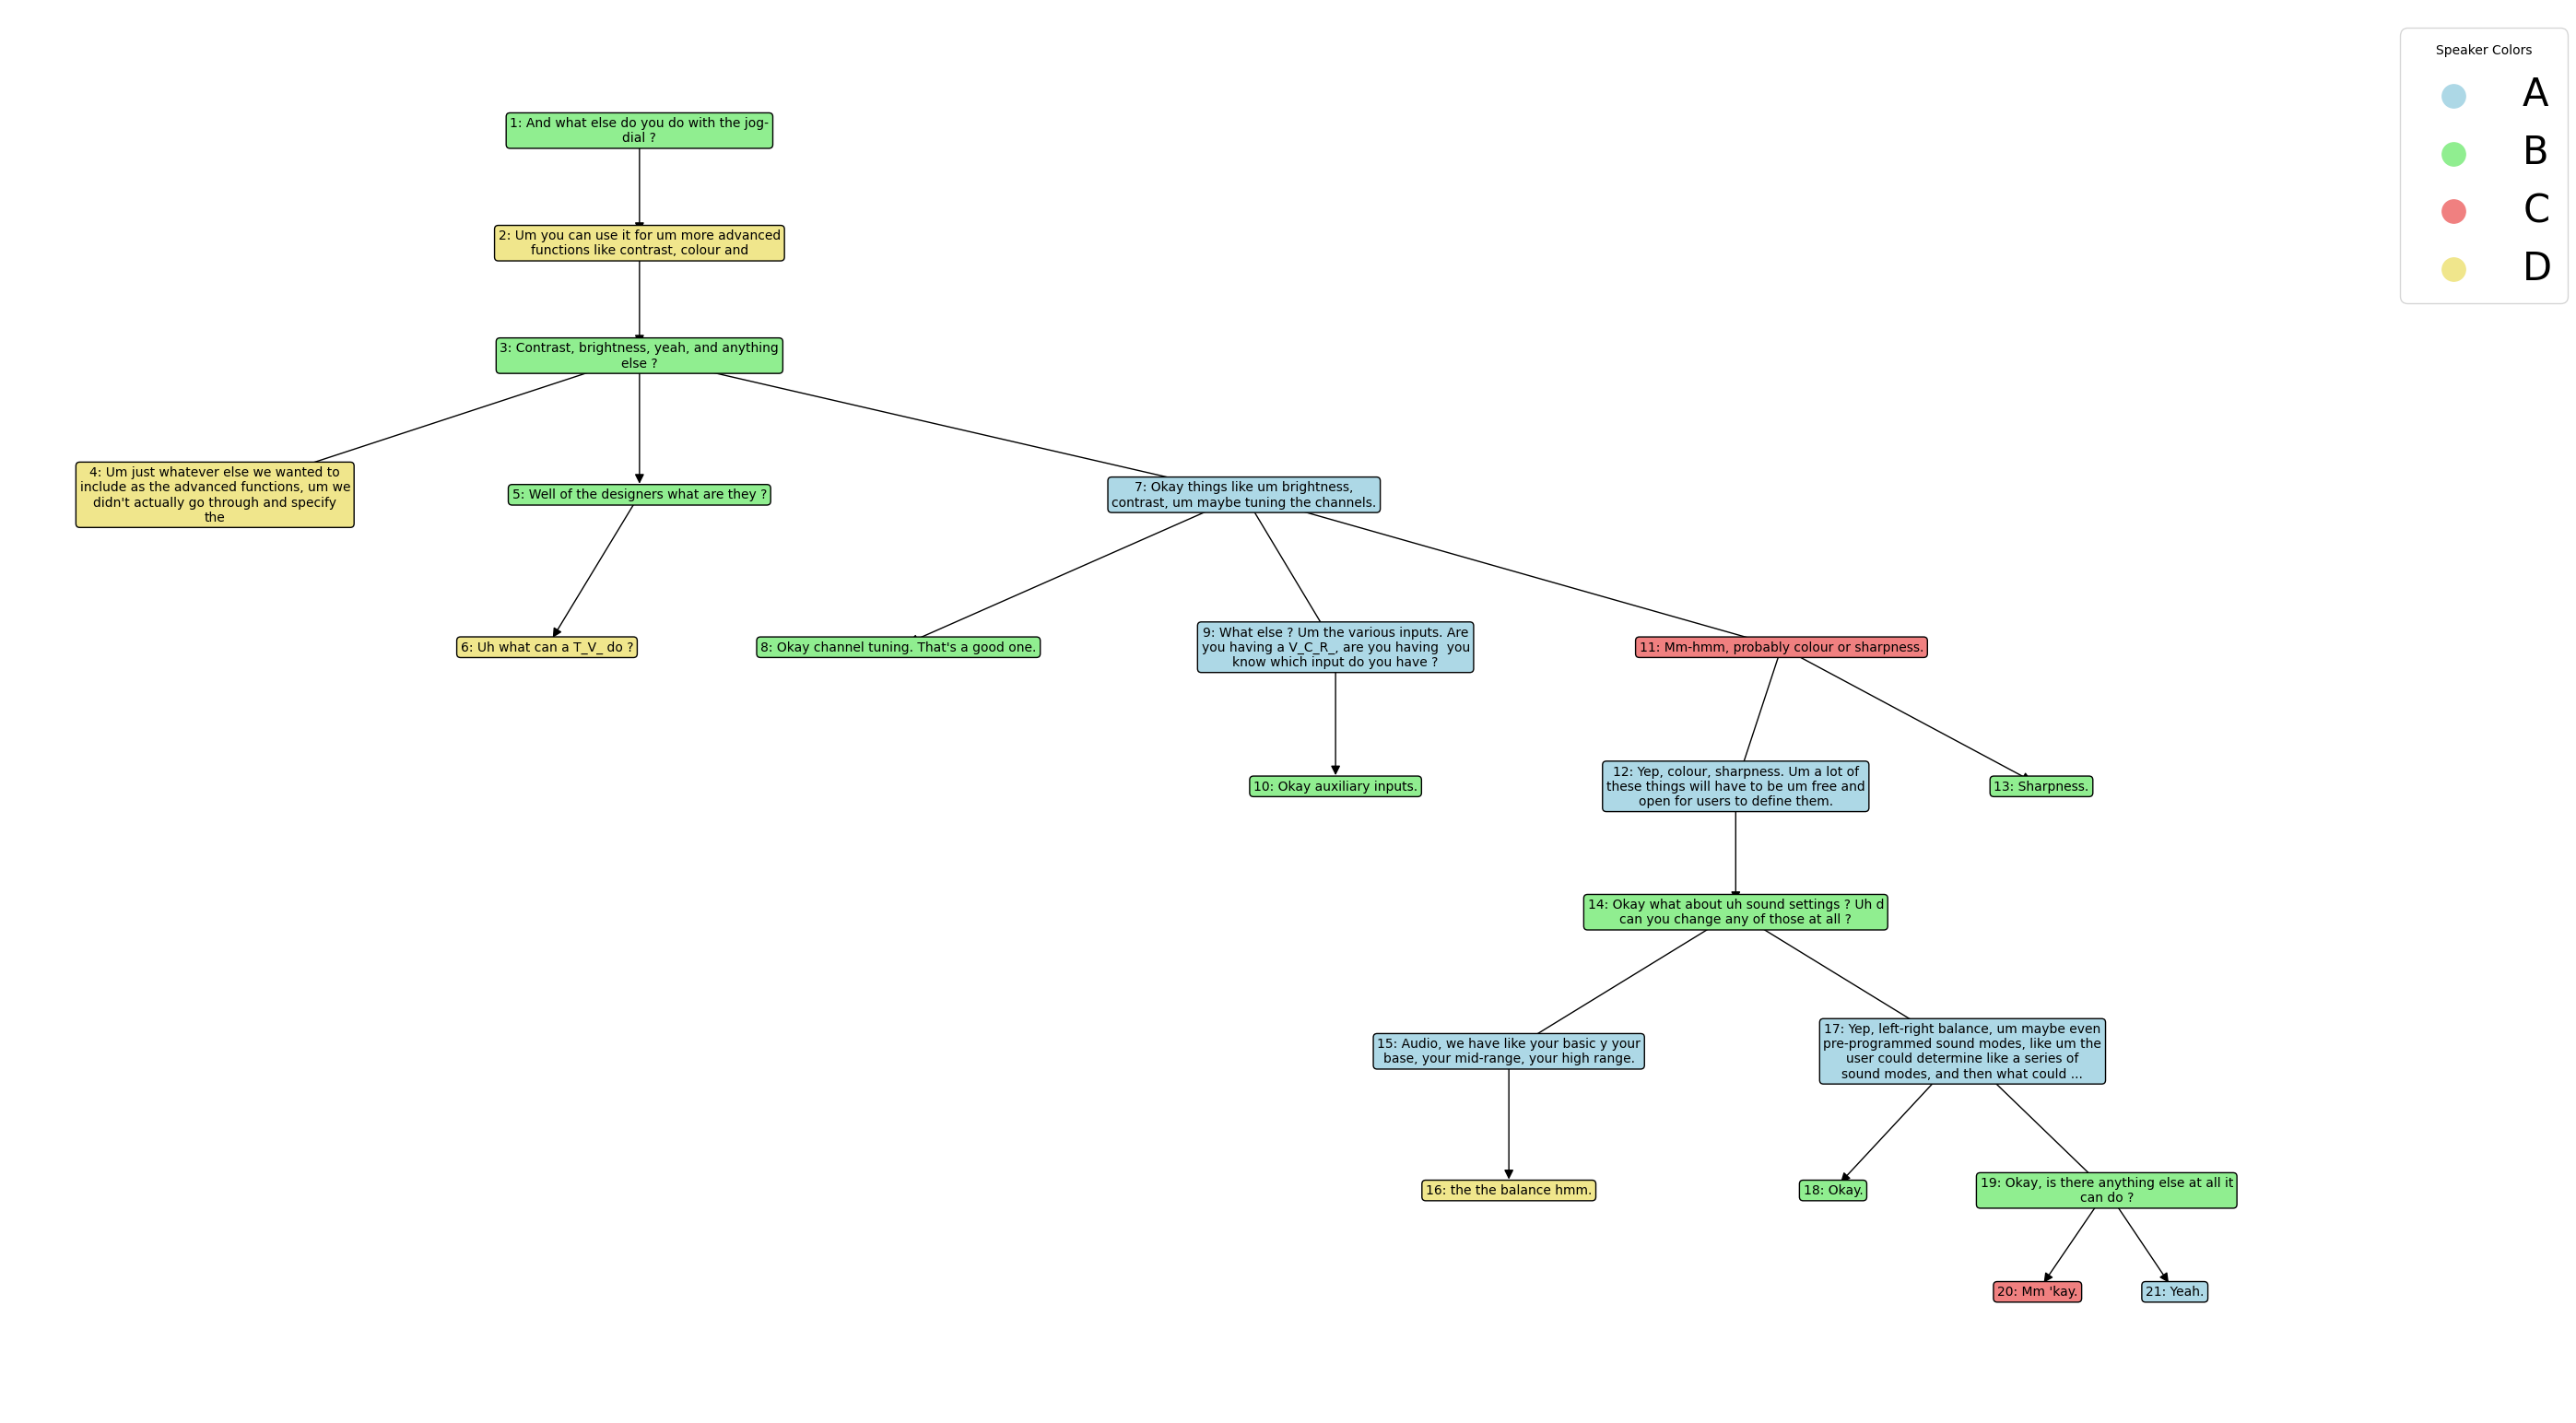 Speaker Colors
A
B
C
D
1: And what else do you do with the jog-
dial ?
2: Um you can use it for um more advanced
functions like contrast, colour and
3: Contrast, brightness, yeah, and anything
else ?
4: Um just whatever else we wanted to
include as the advanced functions, um we
didn't actually go through and specify
the
5: Well of the designers what are they ?
7: Okay things like um brightness,
contrast, um maybe tuning the channels.
6: Uh what can a T_V_ do ?
8: Okay channel tuning. That's a good one.
9: What else ? Um the various inputs. Are
you having a V_C_R_, are you having  you
know which input do you have ?
11: Mm-hmm, probably colour or sharpness.
10: Okay auxiliary inputs.
12: Yep, colour, sharpness. Um a lot of
these things will have to be um free and
open for users to define them.
13: Sharpness.
14: Okay what about uh sound settings ? Uh d
can you change any of those at all ?
15: Audio, we have like your basic y your
base, your mid-range, your high range.
17: Yep, left-right balance, um maybe even
pre-programmed sound modes, like um the
user could determine like a series of
sound modes, and then what could ...
16: the the balance hmm.
18: Okay.
19: Okay, is there anything else at all it
can do ?
20: Mm 'kay.
21: Yeah.